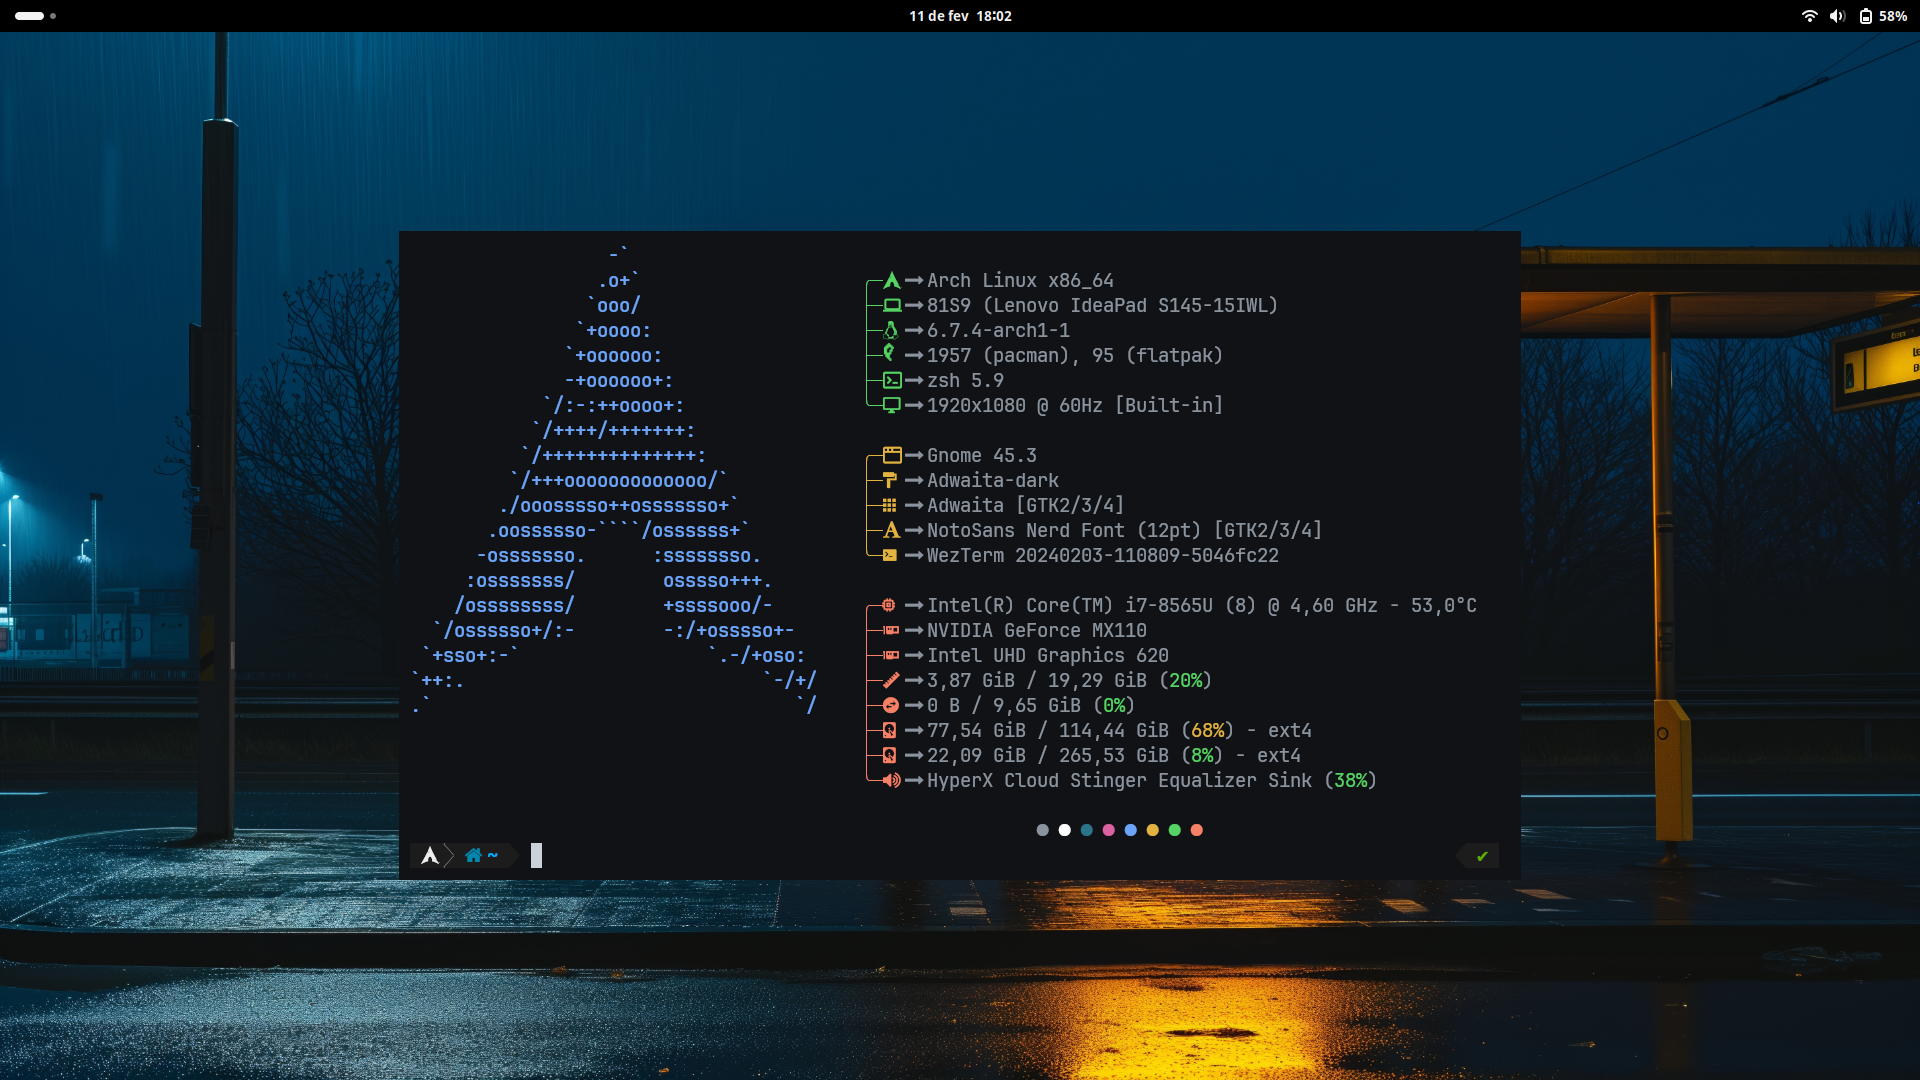 11 de fev 18:02
58%
-`
.o+`
`ooo/
`+oooo:
`+oooooo:
-+oooooo+:
`/:-:++oooo+:
`/++++/+++++++:
`/++++++++++++++:
`/+++ooooooooooooo/`
./ooosssso++osssssso+`
.oossssso-````/ossssss+`
-osssssso. :ssssssso.
:osssssss/ osssso+++.
/ossssssss/ +ssssooo/-
`/ossssso+/:- -:/+osssso+-
`+sso+:-` `.-/+oso:
`++:. `-/+/
.` `/
Arch Linux x86_64
81S9 (Lenovo IdeaPad S145-15IWL)
6.7.4-arch1-1
1957 (pacman), 95 (flatpak)
zsh 5.9
1920x1080 @ 60Hz [Built-in]
Gnome 45.3
Adwaita-dark
Adwaita [GTK2/3/4]
NotoSans Nerd Font (12pt) [GTK2/3/4]
WezTerm 20240203-110809-5046fc22
Intel(R) Core(TM) i7-8565U (8) @ 4,60 GHz - 53,0°C
NVIDIA GeForce MX110
Intel UHD Graphics 620
3,87 GiB / 19,29 GiB (20%)
0 B / 9,65 GiB (0%)
77,54 GiB / 114,44 GiB (68%) - ext4
22,09 GiB / 265,53 GiB (8%) - ext4
HyperX Cloud Stinger Equalizer Sink (38%)
~